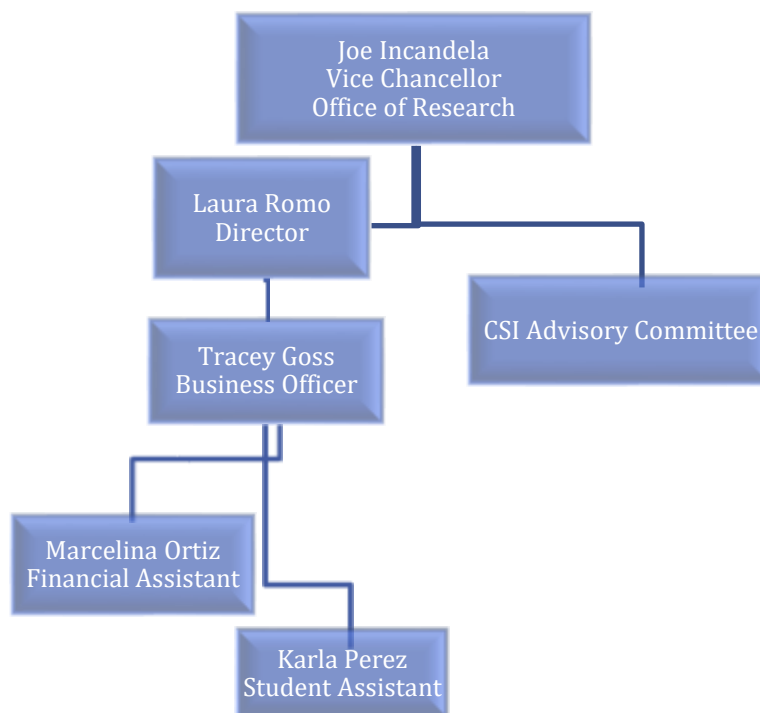 Joe Incandela
Vice Chancellor
Office of Research
Laura Romo
Director
CSI Advisory Committee
Tracey Goss
Business Officer
Marcelina Ortiz
Financial Assistant
Karla Perez
Student Assistant